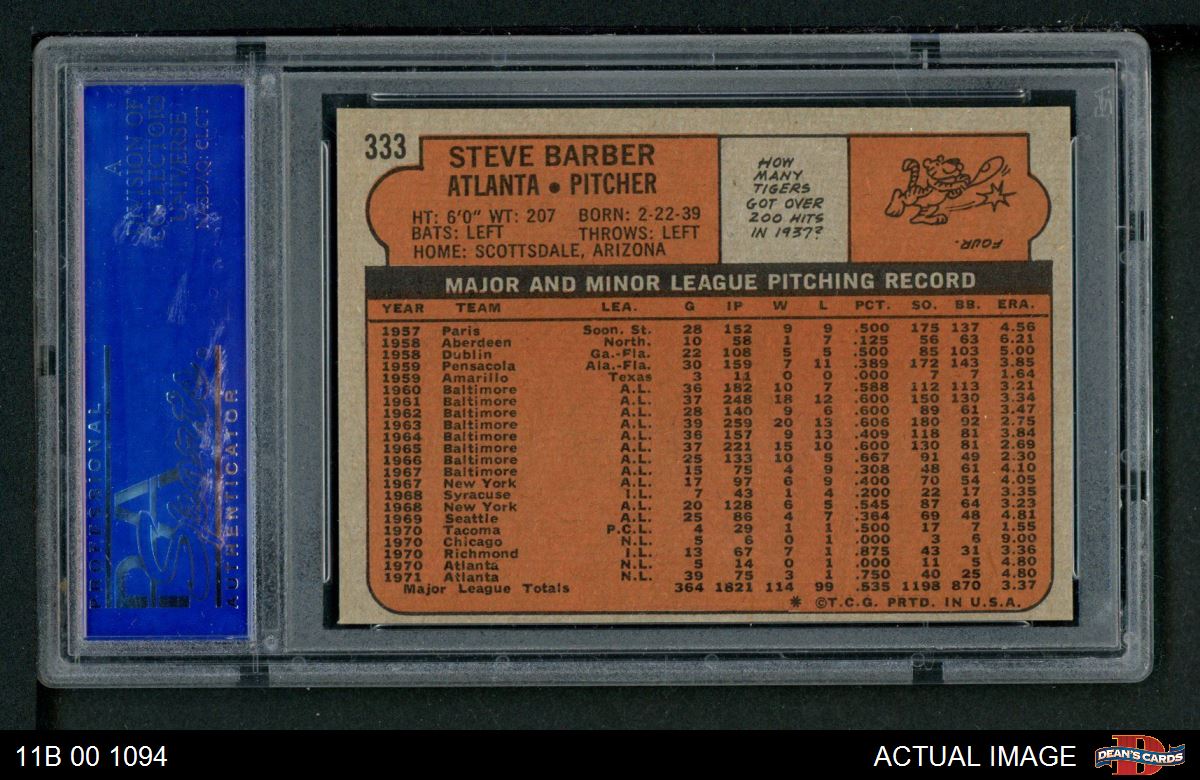 A
DIVISION OF
COLLECTORS
UNIVERSE
NASDAQ: CLCT
PROFESSIONAL
PSA
AUTHENTICATOR
333
STEVE BARBER
ATLANTA • PITCHER
HT: 6'0" WT: 207 BORN: 2-22-39
BATS: LEFT THROWS: LEFT
HOME: SCOTTSDALE, ARIZONA
HOW
MANY
TIGERS
GOT OVER
200 HITS
IN 1937?
FOUR.
MAJOR AND MINOR LEAGUE PITCHING RECORD
YEAR TEAM LEA. G IP W L PCT. SO. BB. ERA.
1957 Paris Soon. St. 28 152 9 9 .500 175 137 4.56
1958 Aberdeen North. 10 58 1 7 .125 56 63 6.21
1958 Dublin Ga.-Fla. 22 108 5 5 .500 85 103 5.00
1959 Pensacola Ala.-Fla. 30 159 7 11 .389 172 143 3.85
1959 Amarillo Texas 3 11 0 0 .000 7 7 1.64
1960 Baltimore A.L. 36 182 10 7 .588 112 113 3.21
1961 Baltimore A.L. 37 248 18 12 .600 150 130 3.34
1962 Baltimore A.L. 28 140 9 6 .600 89 61 3.47
1963 Baltimore A.L. 39 259 20 13 .606 180 92 2.75
1964 Baltimore A.L. 36 157 9 13 .409 118 81 3.84
1965 Baltimore A.L. 37 221 15 10 .600 130 81 2.69
1966 Baltimore A.L. 25 133 10 5 .667 91 49 2.30
1967 Baltimore A.L. 15 75 4 9 .308 48 61 4.10
1967 New York A.L. 17 97 6 9 .400 70 54 4.05
1968 Syracuse I.L. 7 43 1 4 .200 22 17 3.35
1968 New York A.L. 20 128 6 5 .545 87 64 3.23
1969 Seattle A.L. 25 86 4 7 .364 69 48 4.81
1970 Tacoma P.C.L. 4 29 1 1 .500 17 7 1.55
1970 Chicago N.L. 5 6 0 1 .000 3 6 9.00
1970 Richmond I.L. 13 67 7 1 .875 43 31 3.36
1970 Atlanta N.L. 5 14 0 1 .000 11 5 4.80
1971 Atlanta N.L. 39 75 3 1 .750 40 25 4.80
Major League Totals 364 1821 114 99 .535 1198 870 3.37
* ©T.C.G. PRTD. IN U.S.A.
11B 00 1094
ACTUAL IMAGE
DEAN'S CARDS